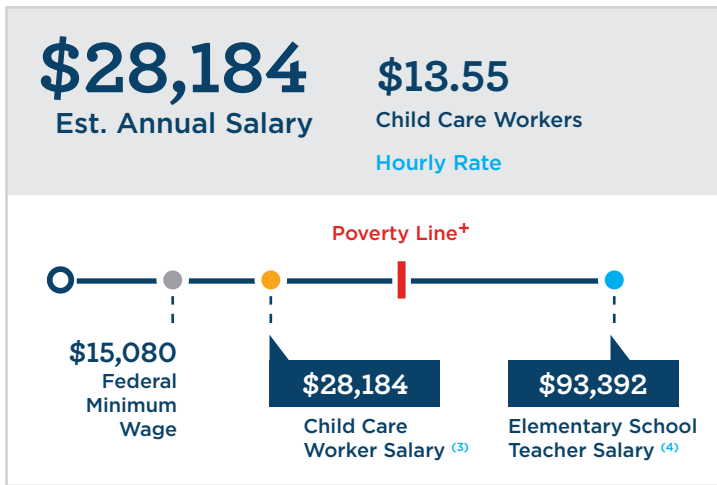 $28,184
Est. Annual Salary
$13.55
Child Care Workers
Hourly Rate
Poverty Line+
$15,080
Federal
Minimum
Wage
$28,184
Child Care
Worker Salary (3)
$93,392
Elementary School
Teacher Salary (4)